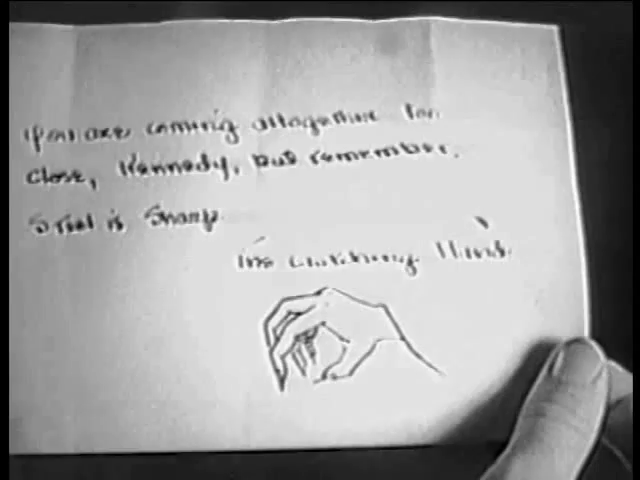 You are coming altogether too
close, Kennedy, but remember,
Steel is Sharp.
The Clutching Hand.